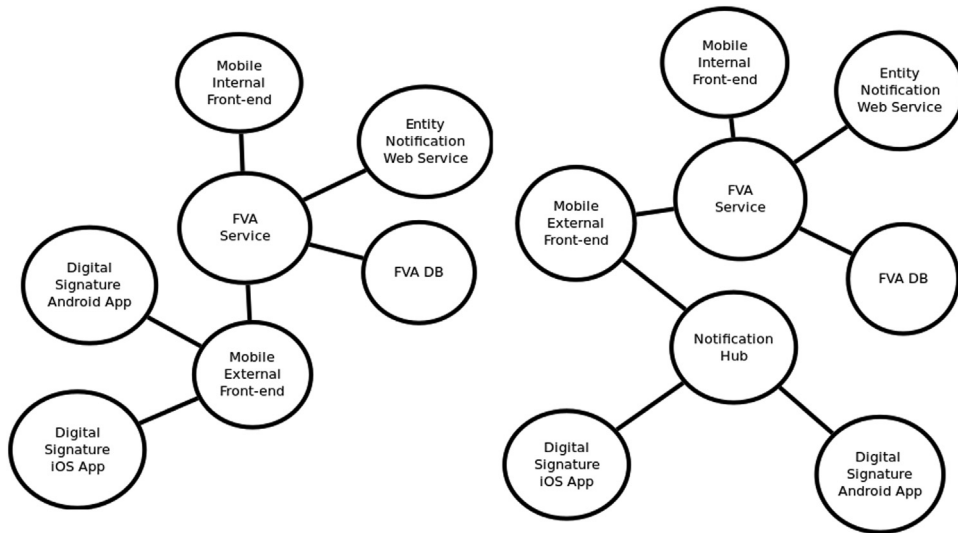 Mobile
Internal
Front-end
Entity
Notification
Web Service
FVA
Service
Digital
Signature
Android App
FVA DB
Mobile
External
Front-end
Digital
Signature
iOS App
Mobile
Internal
Front-end
Entity
Notification
Web Service
FVA
Service
Mobile
External
Front-end
FVA DB
Notification
Hub
Digital
Signature
iOS App
Digital
Signature
Android App